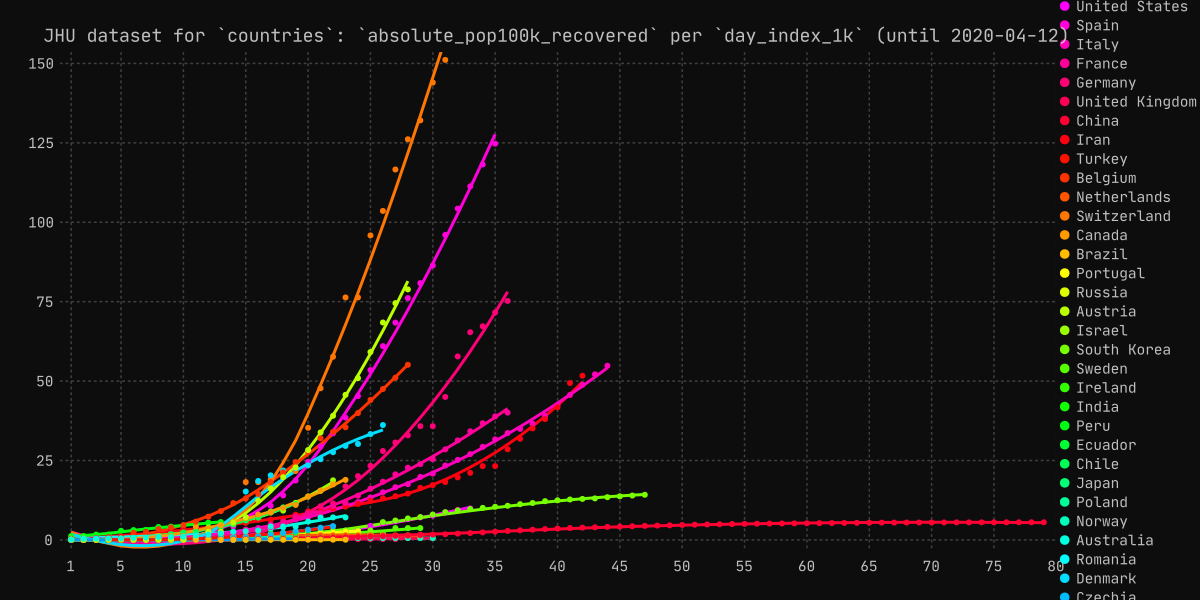 JHU dataset for `countries`: `absolute_pop100k_recovered` per `day_index_1k` (until 2020-04-12)
150
125
100
75
50
25
0
1 5 10 15 20 25 30 35 40 45 50 55 60 65 70 75 80
United States
Spain
Italy
France
Germany
United Kingdom
China
Iran
Turkey
Belgium
Netherlands
Switzerland
Canada
Brazil
Portugal
Russia
Austria
Israel
South Korea
Sweden
Ireland
India
Peru
Ecuador
Chile
Japan
Poland
Norway
Australia
Romania
Denmark
Czechia